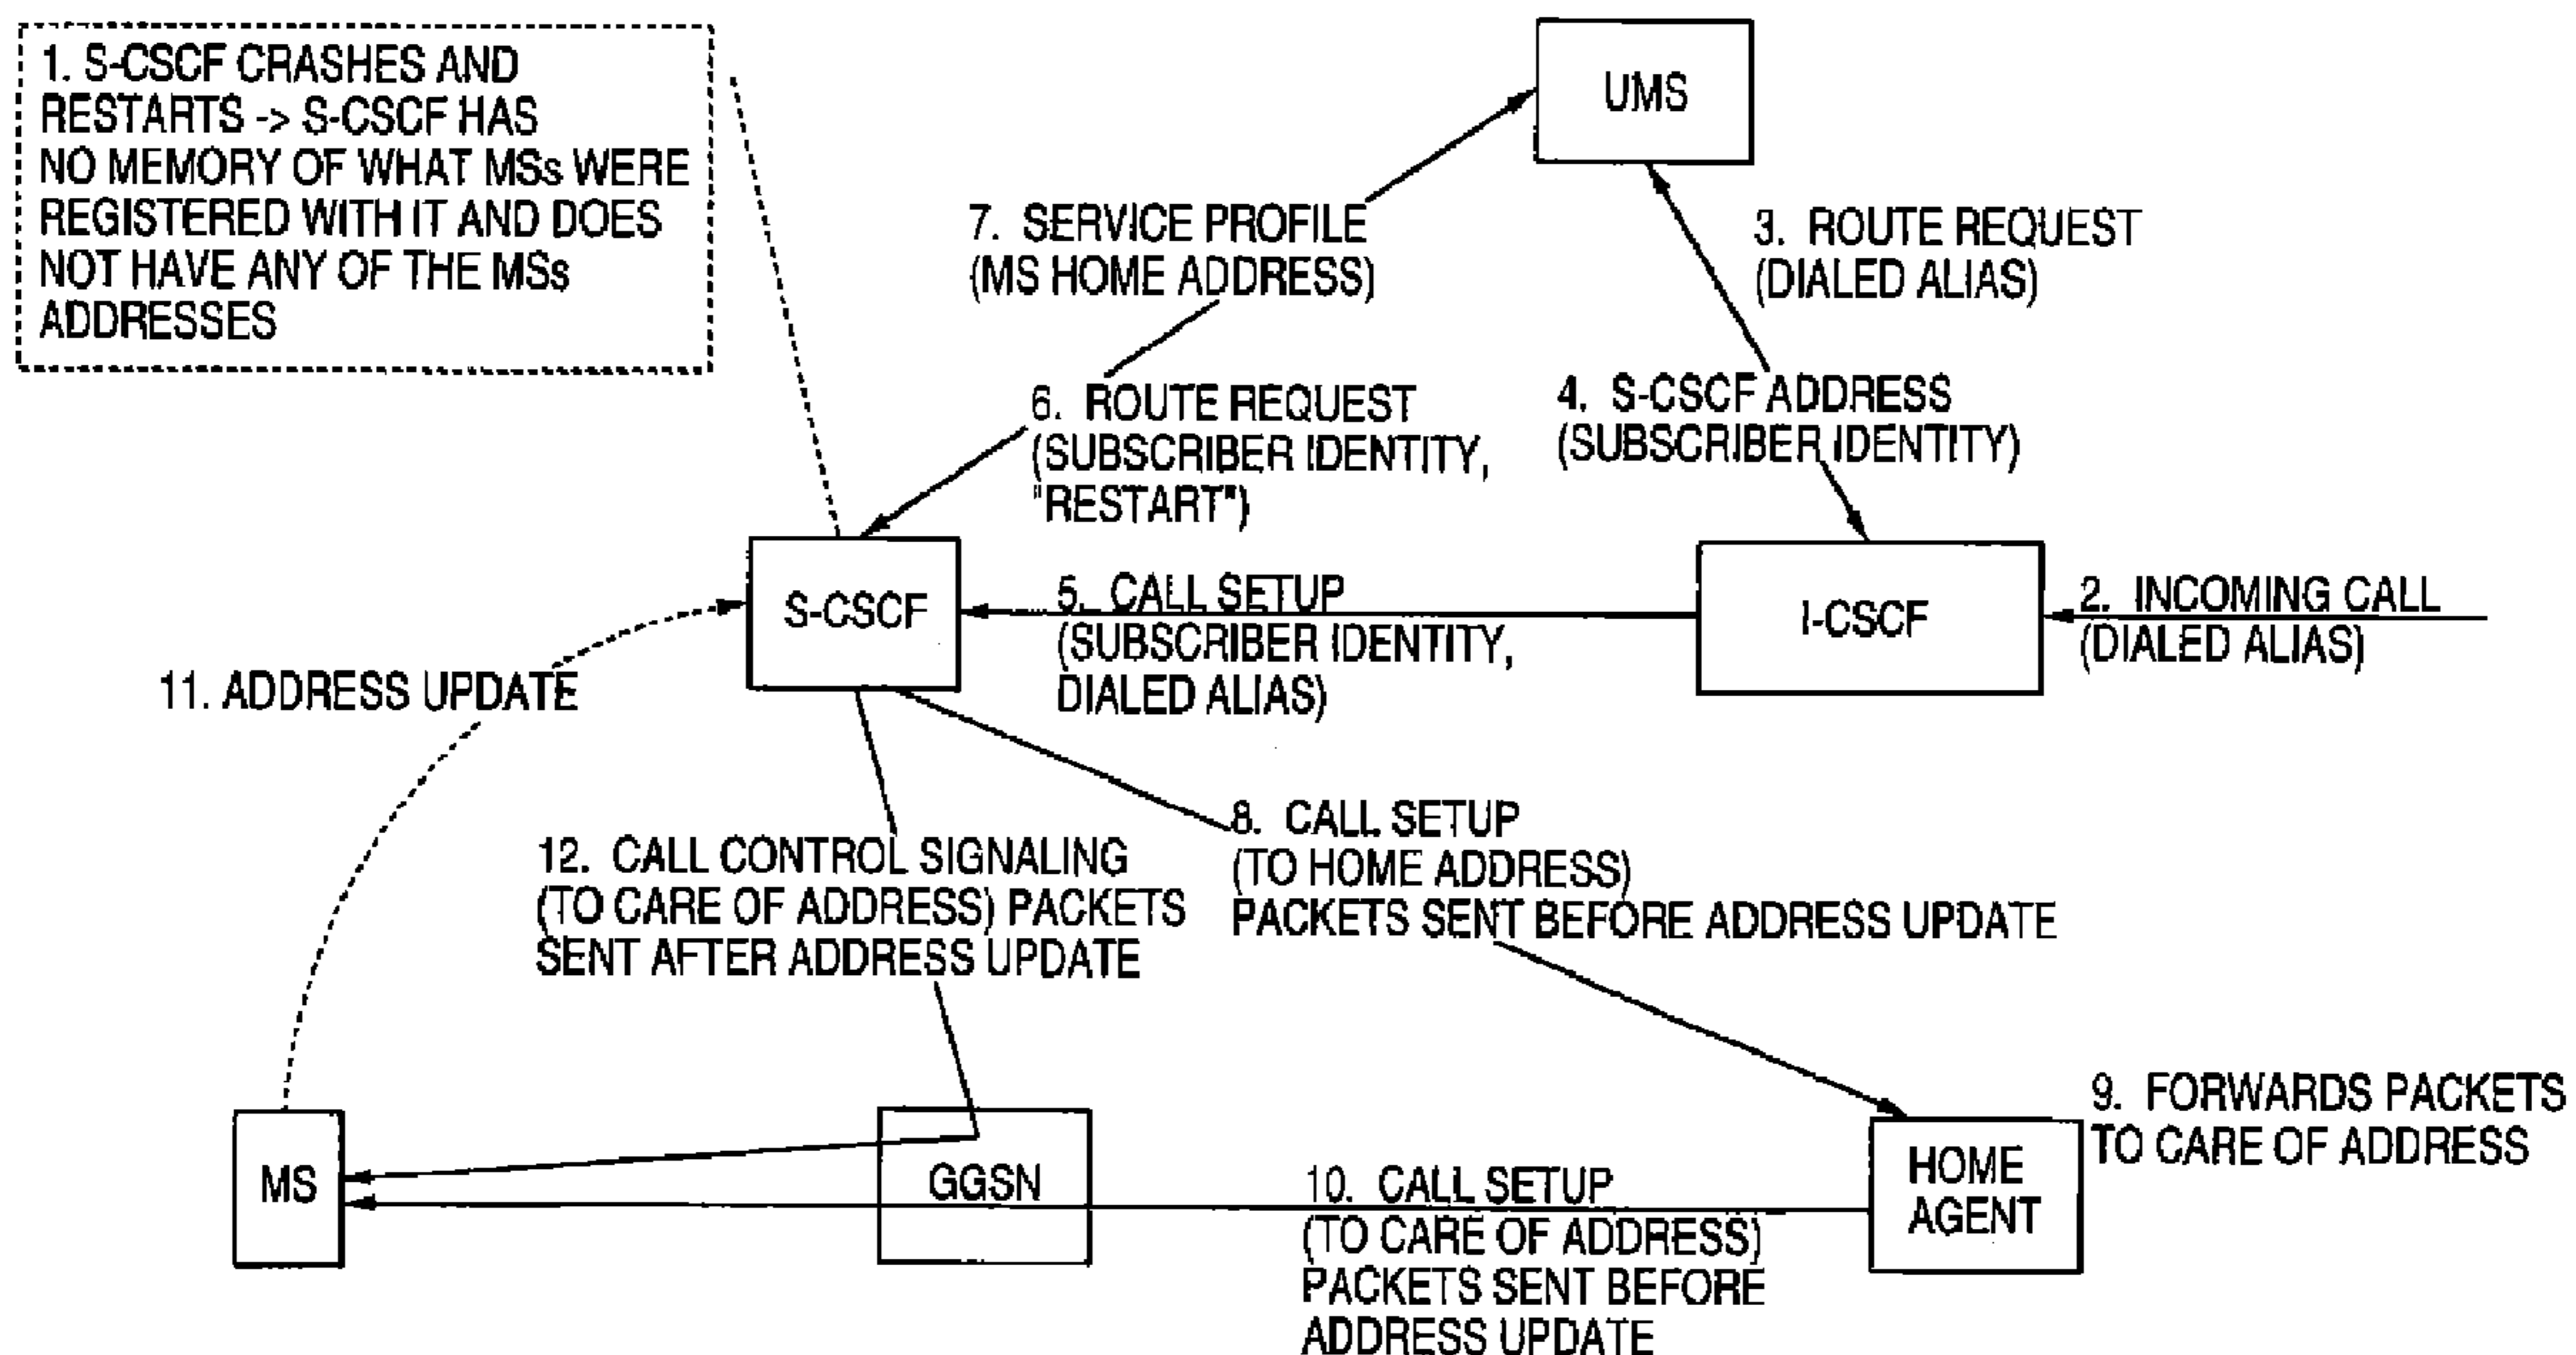 1. S-CSCF CRASHES AND
RESTARTS -> S-CSCF HAS
NO MEMORY OF WHAT MSs WERE
REGISTERED WITH IT AND DOES
NOT HAVE ANY OF THE MSs
ADDRESSES
UMS
7. SERVICE PROFILE
(MS HOME ADDRESS)
3. ROUTE REQUEST
(DIALED ALIAS)
6. ROUTE REQUEST
(SUBSCRIBER IDENTITY,
"RESTART")
4. S-CSCF ADDRESS
(SUBSCRIBER IDENTITY)
S-CSCF
5. CALL SETUP
(SUBSCRIBER IDENTITY,
DIALED ALIAS)
I-CSCF
2. INCOMING CALL
(DIALED ALIAS)
11. ADDRESS UPDATE
12. CALL CONTROL SIGNALING
(TO CARE OF ADDRESS) PACKETS
SENT AFTER ADDRESS UPDATE
8. CALL SETUP
(TO HOME ADDRESS)
PACKETS SENT BEFORE ADDRESS UPDATE
9. FORWARDS PACKETS
TO CARE OF ADDRESS
MS
GGSN
10. CALL SETUP
(TO CARE OF ADDRESS)
PACKETS SENT BEFORE
ADDRESS UPDATE
HOME
AGENT